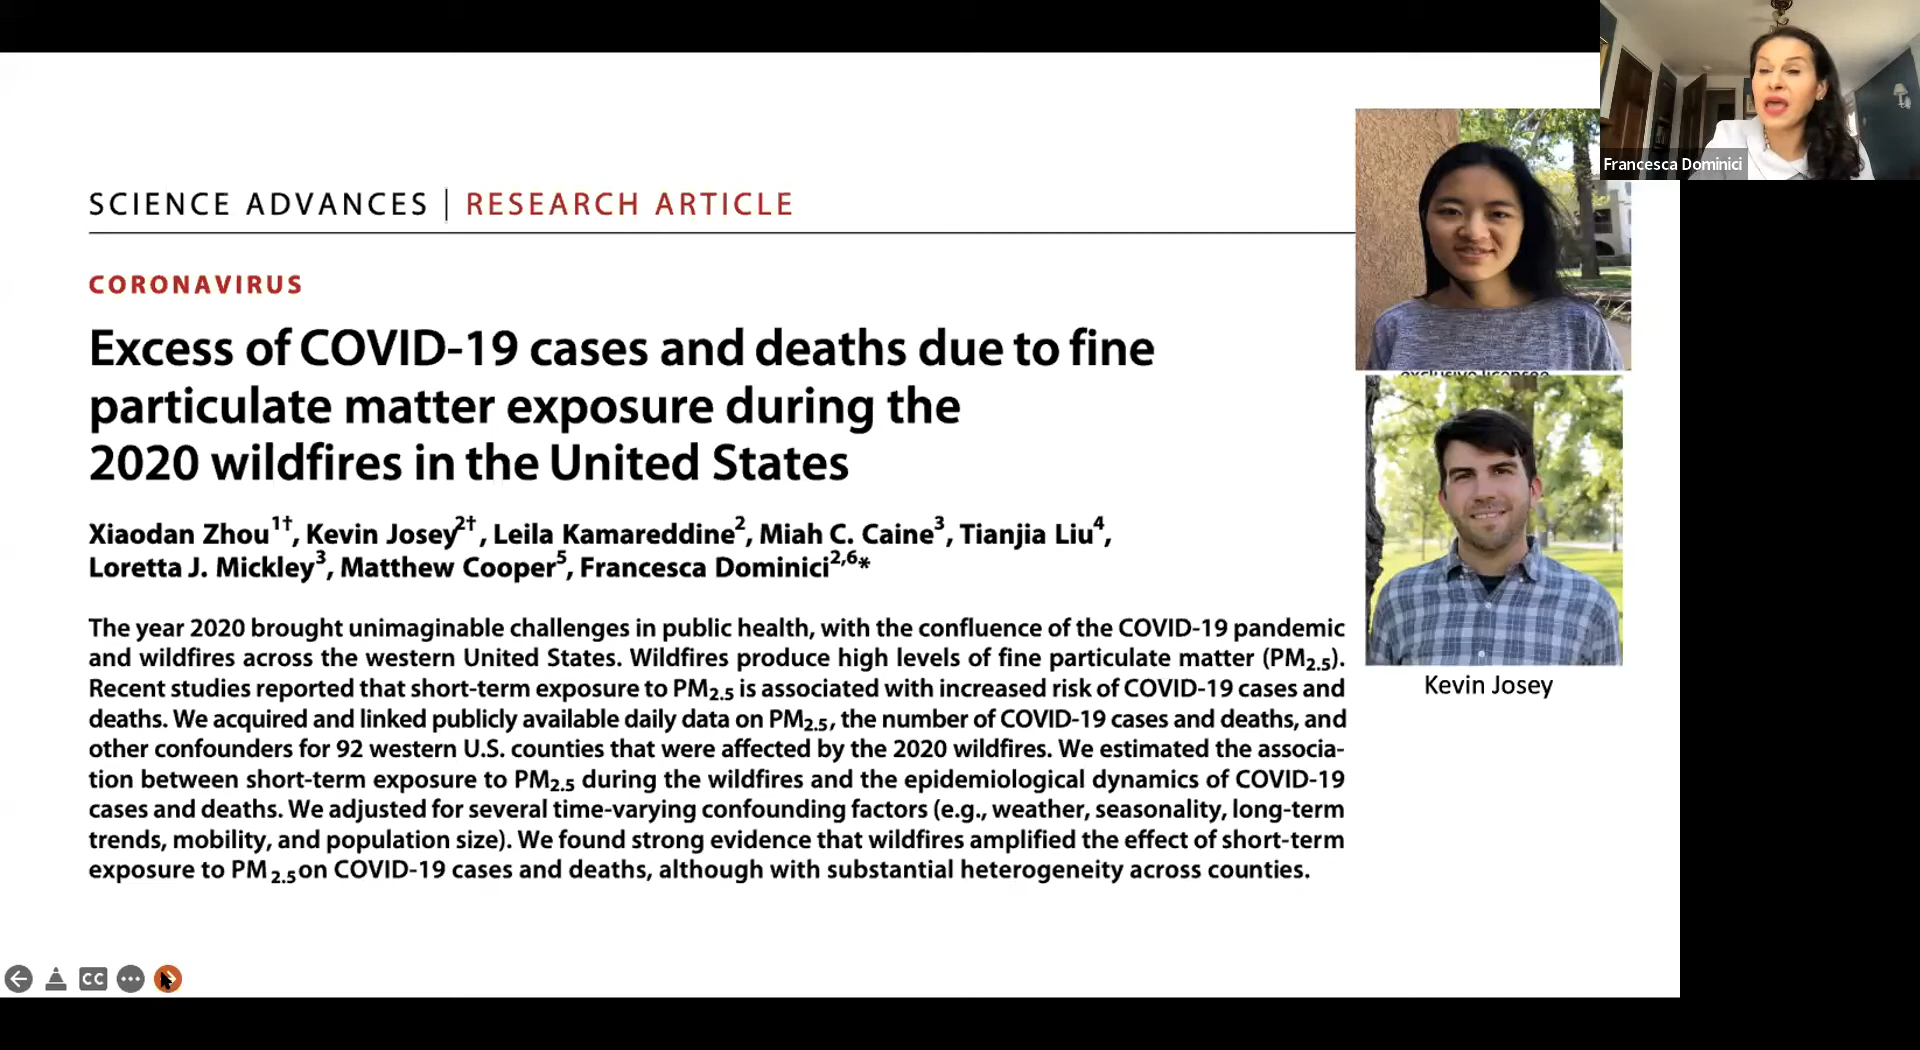 Francesca Dominici
SCIENCE ADVANCES | RESEARCH ARTICLE
CORONAVIRUS
Excess of COVID-19 cases and deaths due to fine
particulate matter exposure during the
2020 wildfires in the United States
Xiaodan Zhou1†, Kevin Josey2†, Leila Kamareddine2, Miah C. Caine3, Tianjia Liu4,
Loretta J. Mickley3, Matthew Cooper5, Francesca Dominici2,6*
The year 2020 brought unimaginable challenges in public health, with the confluence of the COVID-19 pandemic
and wildfires across the western United States. Wildfires produce high levels of fine particulate matter (PM2.5).
Recent studies reported that short-term exposure to PM2.5 is associated with increased risk of COVID-19 cases and
deaths. We acquired and linked publicly available daily data on PM2.5, the number of COVID-19 cases and deaths, and
other confounders for 92 western U.S. counties that were affected by the 2020 wildfires. We estimated the associa-
tion between short-term exposure to PM2.5 during the wildfires and the epidemiological dynamics of COVID-19
cases and deaths. We adjusted for several time-varying confounding factors (e.g., weather, seasonality, long-term
trends, mobility, and population size). We found strong evidence that wildfires amplified the effect of short-term
exposure to PM2.5 on COVID-19 cases and deaths, although with substantial heterogeneity across counties.
exclusive licensee
Kevin Josey
CC